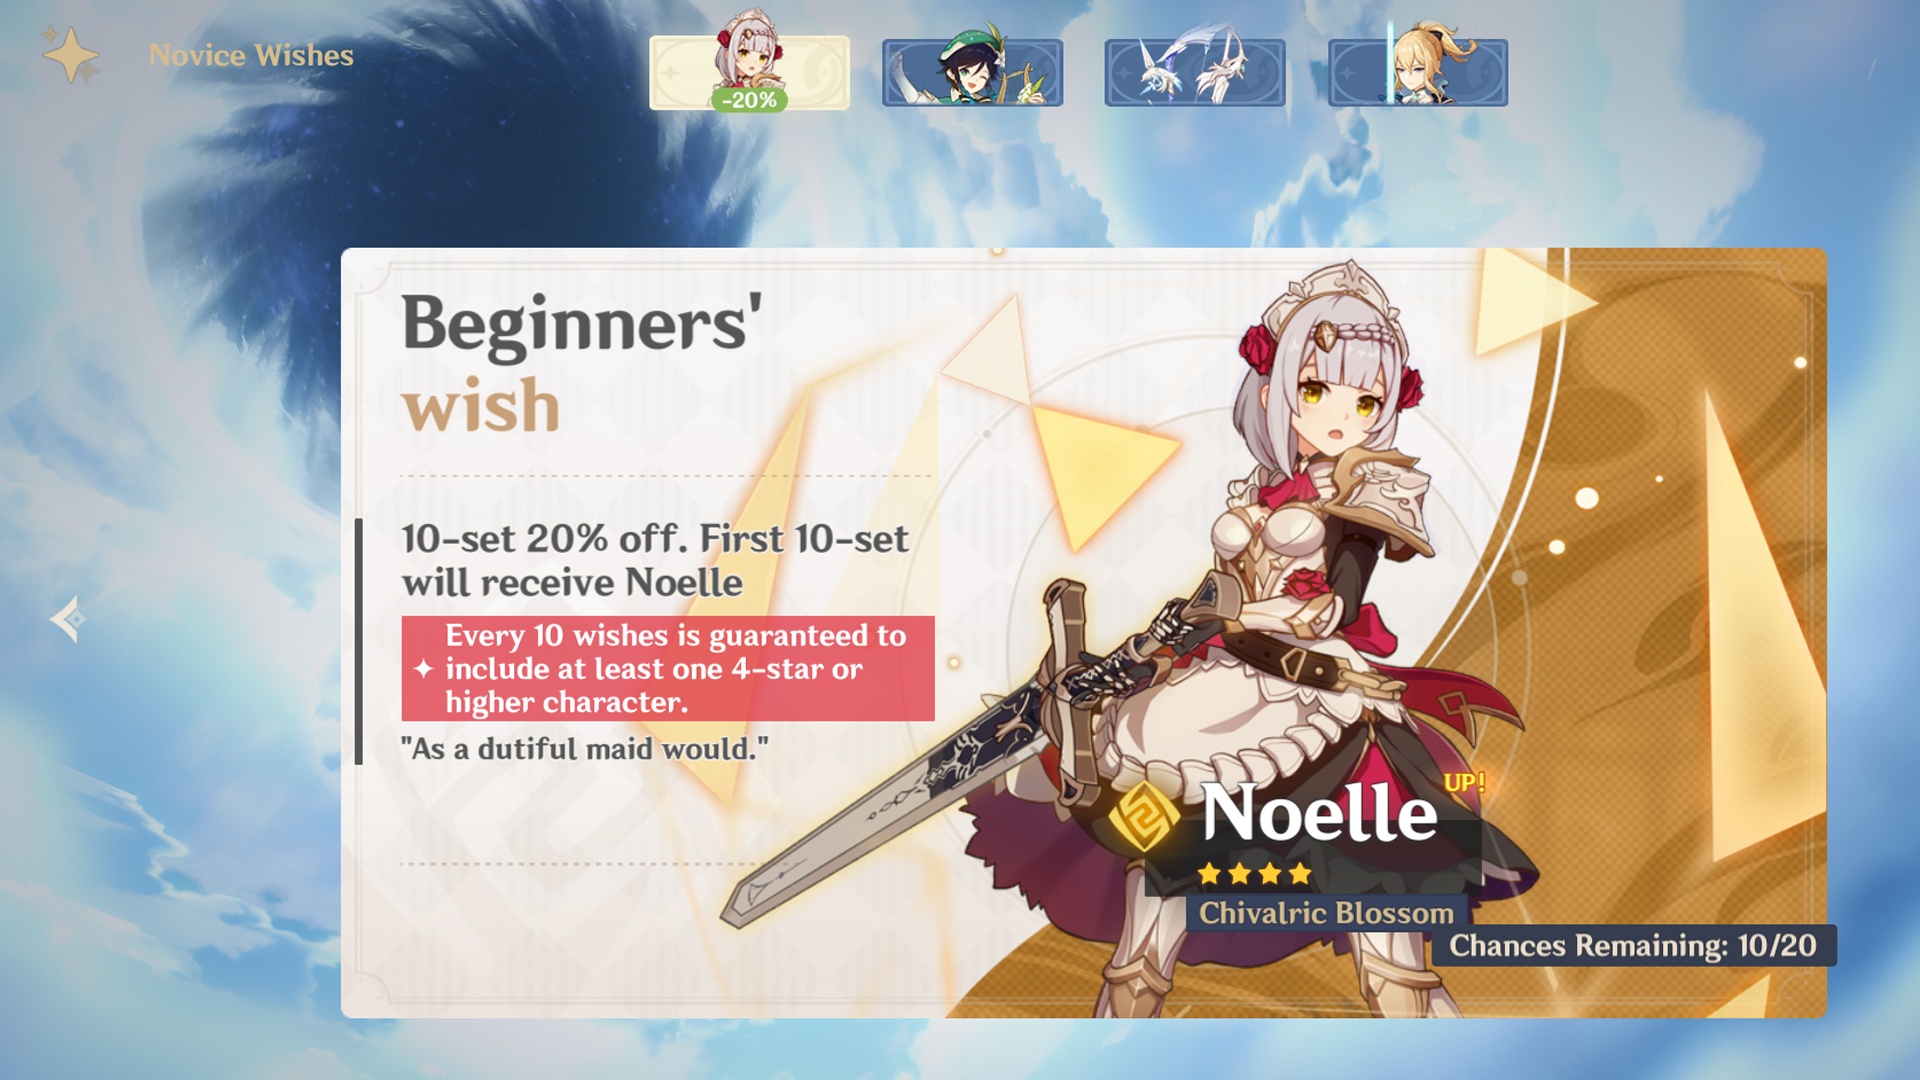 Novice Wishes
-20%
Beginners'
wish
10-set 20% off. First 10-set
will receive Noelle
Every 10 wishes is guaranteed to
include at least one 4-star or
higher character.
"As a dutiful maid would."
UP!
Noelle
Chivalric Blossom
Chances Remaining: 10/20